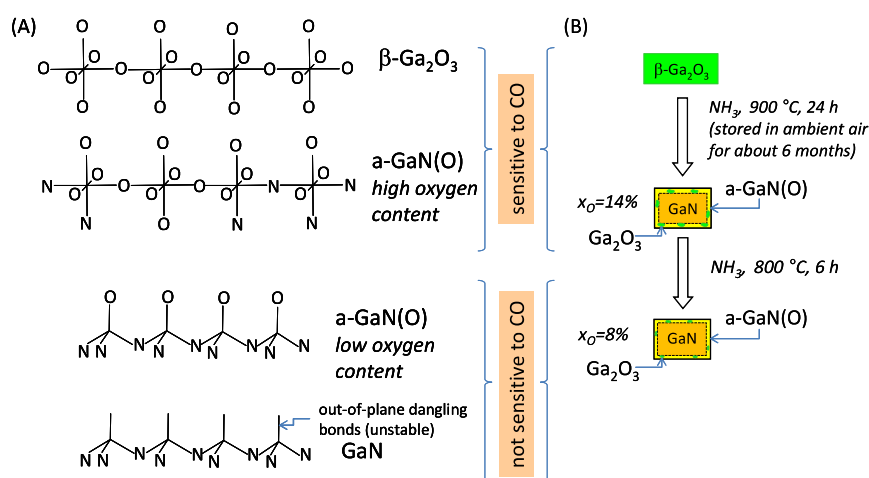 (A)
O O O O
O O O O
O O O O O
O O O O
O O O O
β-Ga2O3
O O O O
O O O O
N O O N N
O O O O
N O N N
a-GaN(O)
high oxygen
content
sensitive to CO
O O O O
N N N
N N N N N N
a-GaN(O)
low oxygen
content
out-of-plane dangling
bonds (unstable)
N N N
N N N N N N
GaN
not sensitive to CO
(B)
β-Ga2O3
NH3, 900 °C, 24 h
(stored in ambient air
for about 6 months)
xO=14%
GaN
a-GaN(O)
Ga2O3
NH3, 800 °C, 6 h
xO=8%
GaN
a-GaN(O)
Ga2O3